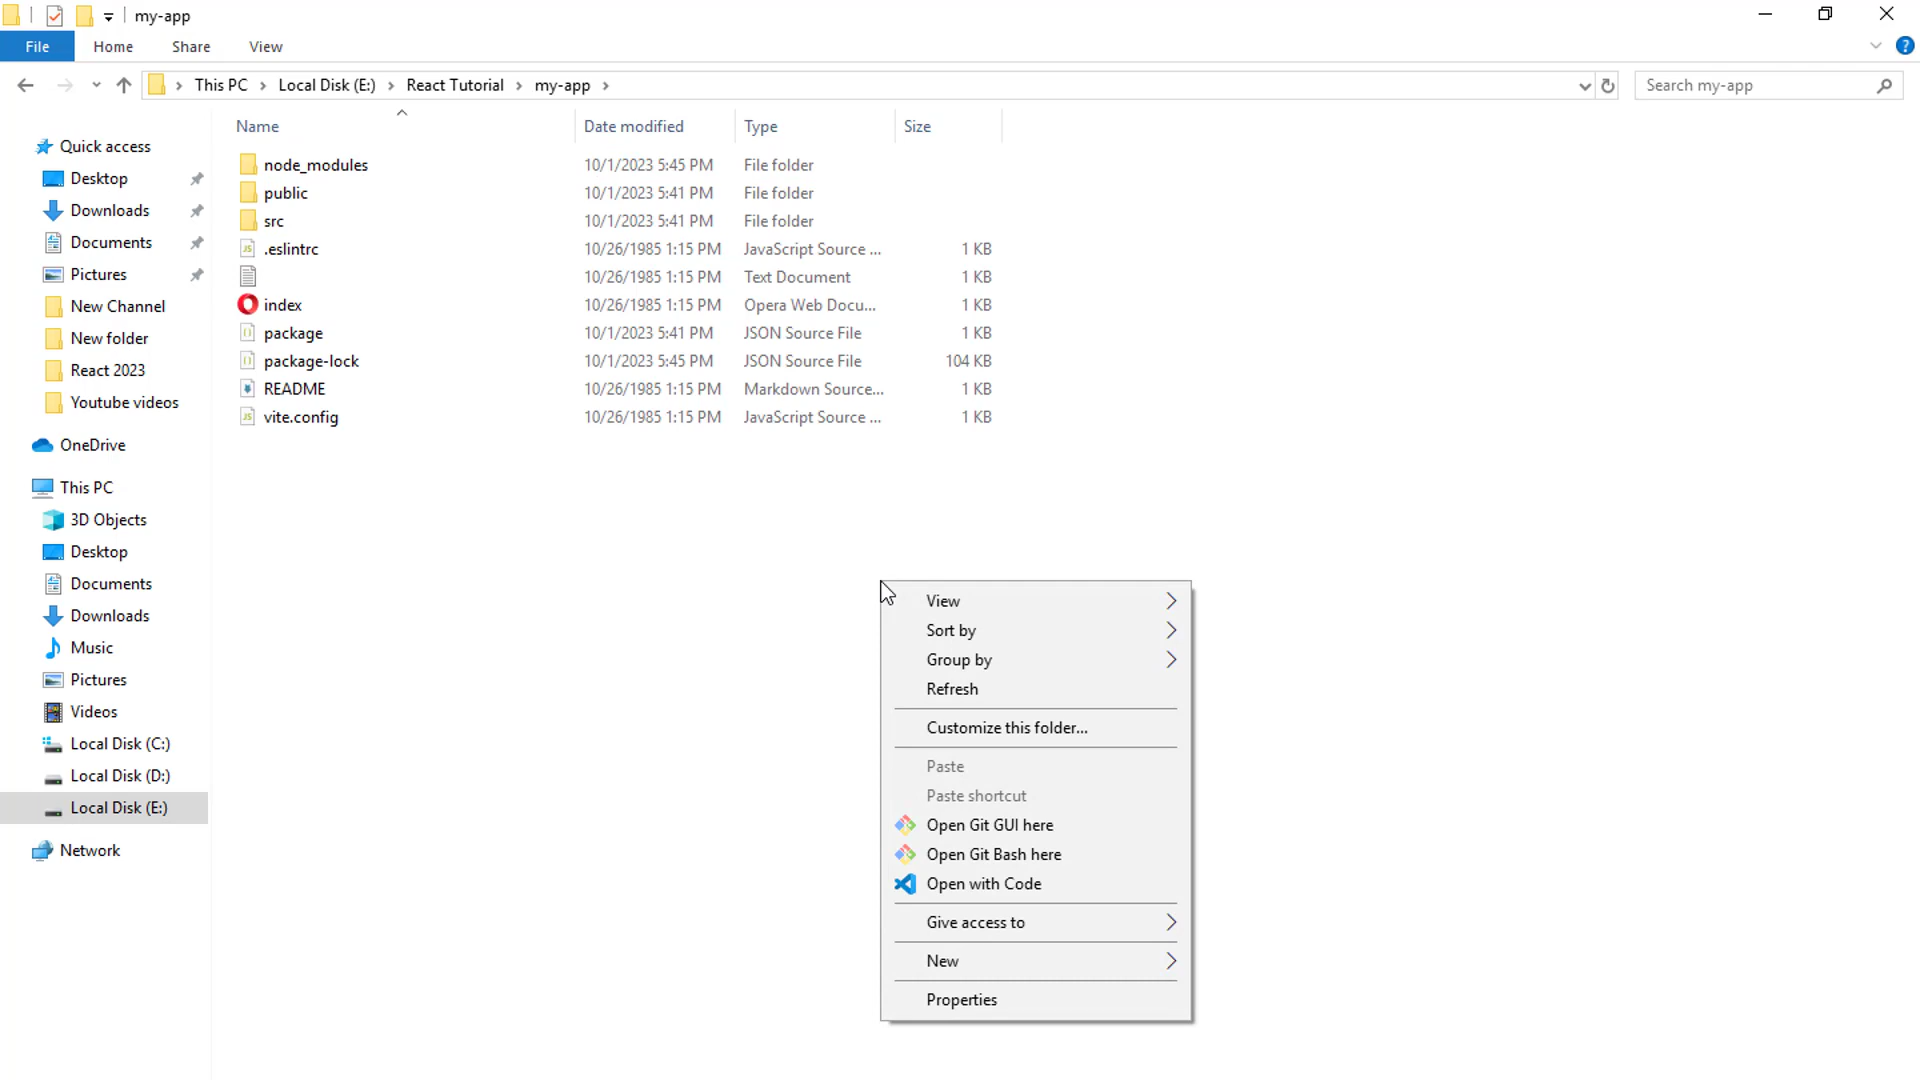 my-app
File Home Share View
This PC Local Disk (E:) React Tutorial my-app Search my-app
Name Date modified Type Size
Quick access
Desktop
Downloads
Documents
Pictures
New Channel
New folder
React 2023
Youtube videos
OneDrive
This PC
3D Objects
Desktop
Documents
Downloads
Music
Pictures
Videos
Local Disk (C:)
Local Disk (D:)
Local Disk (E:)
Network
node_modules 10/1/2023 5:45 PM File folder
public 10/1/2023 5:41 PM File folder
src 10/1/2023 5:41 PM File folder
.eslintrc 10/26/1985 1:15 PM JavaScript Source ... 1 KB
10/26/1985 1:15 PM Text Document 1 KB
index 10/26/1985 1:15 PM Opera Web Docu... 1 KB
package 10/1/2023 5:41 PM JSON Source File 1 KB
package-lock 10/1/2023 5:45 PM JSON Source File 104 KB
README 10/26/1985 1:15 PM Markdown Source... 1 KB
vite.config 10/26/1985 1:15 PM JavaScript Source ... 1 KB
View
Sort by
Group by
Refresh
Customize this folder...
Paste
Paste shortcut
Open Git GUI here
Open Git Bash here
Open with Code
Give access to
New
Properties